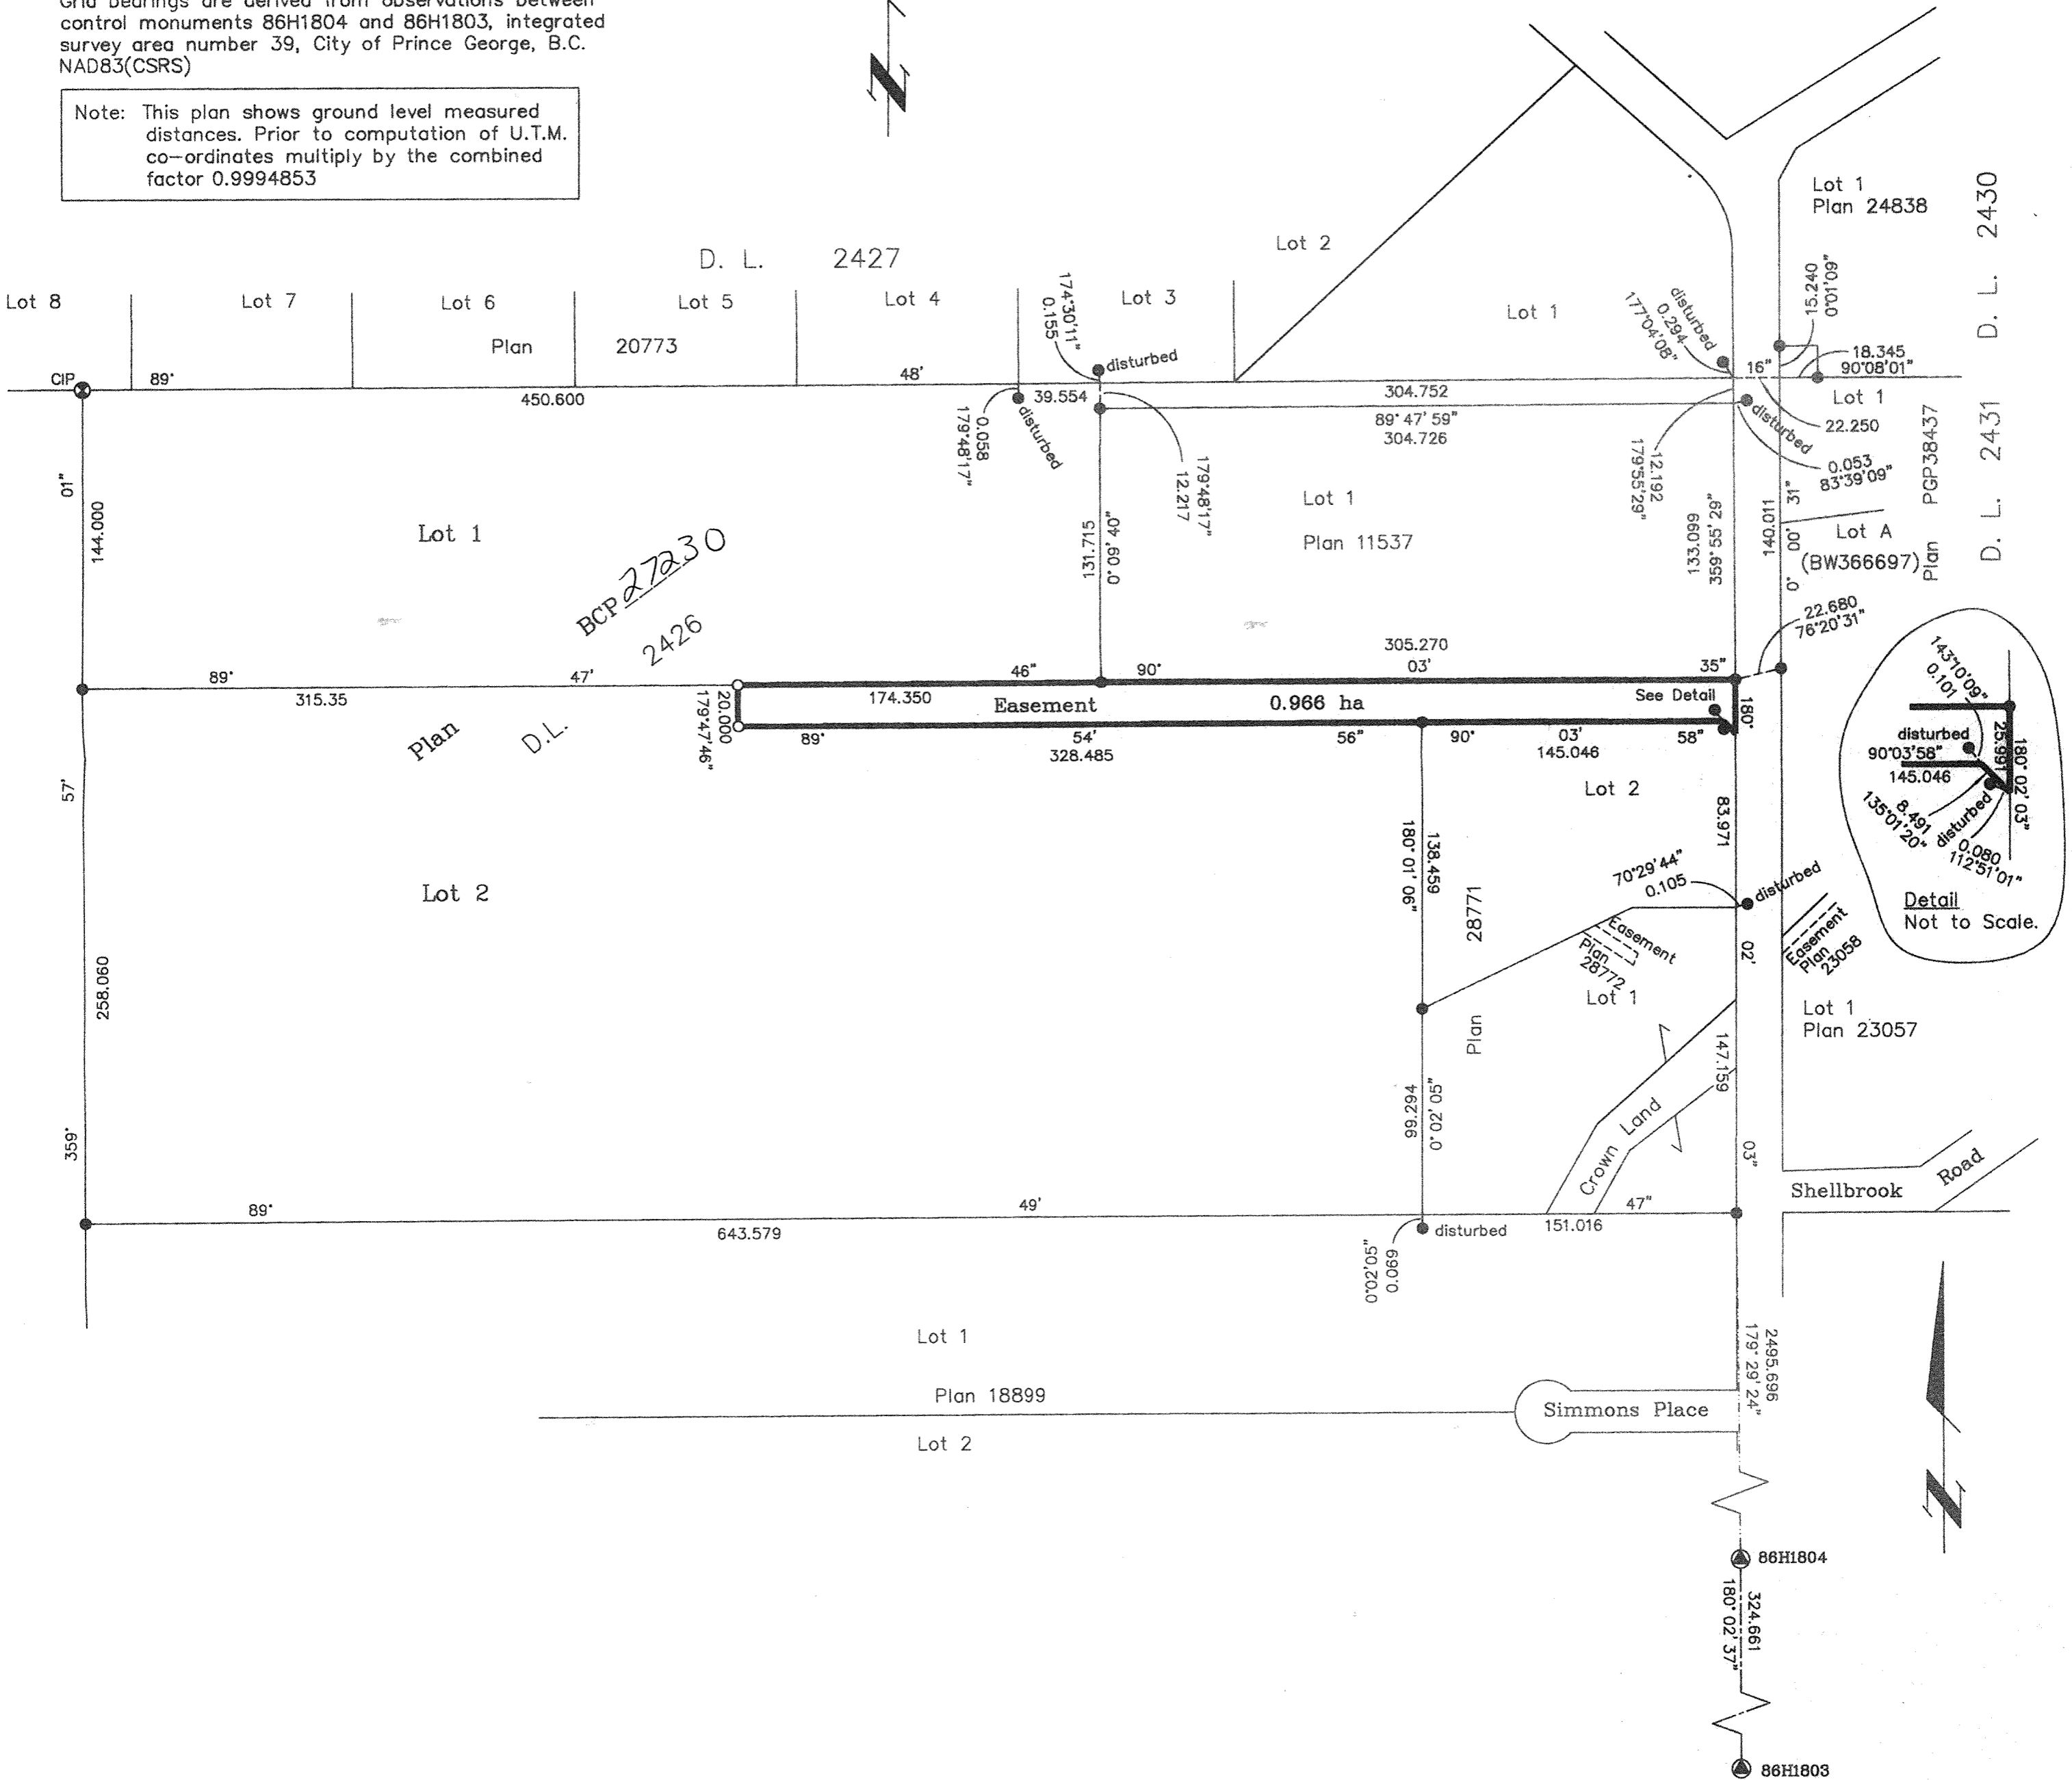 Grid bearings are derived from observations between
control monuments 86H1804 and 86H1803, integrated
survey area number 39, City of Prince George, B.C.
NAD83(CSRS)
Note: This plan shows ground level measured
distances. Prior to computation of U.T.M.
co-ordinates multiply by the combined
factor 0.9994853
N
Lot 1
Plan 24838
D. L. 2430
D. L. 2427
Lot 2
Lot 8
Lot 7
Lot 6
Lot 5
Lot 4
Lot 3
Lot 1
Plan 20773
174°30'11"
0.155
disturbed
disturbed
0.294
177°04'08"
15.240
0°01'09"
CIP
89°
48'
16"
18.345
90°08'01"
450.600
39.554
304.752
89°47'59"
304.726
0.058
179°48'17"
disturbed
179°48'17"
12.217
12.192
179°55'29"
disturbed
22.250
0.053
83°39'09"
Lot 1
Plan PGP38437
D. L. 2431
01"
144.000
Lot 1
BCP 27230
2426
131.715
0°09'40"
Lot 1
Plan 11537
133.099
359°55'29"
140.011
0° 00' 31"
Lot A
(BW366697)
22.680
76°20'31"
305.270
89°
47'
46"
90°
03'
35"
315.35
174.350
20.000
179°47'46"
Easement 0.966 ha
See Detail
180°
Plan
D.L.
89°
54'
56"
90°
03'
58"
328.485
145.046
143°10'09"
0.101
disturbed
90°03'58"
145.046
25.991
180°02'03"
8.491
135°01'20"
disturbed
0.080
112°51'01"
Detail
Not to Scale.
57'
Lot 2
83.971
138.459
180°01'06"
28771
70°29'44"
0.105
disturbed
Lot 2
Easement
Plan
28772
02'
Easement
Plan
23058
258.060
Lot 1
Plan
Lot 1
Plan 23057
147.159
99.294
0°02'05"
Crown Land
359°
03"
Shellbrook Road
89°
49'
47"
643.579
151.016
disturbed
0°02'05"
0.069
Lot 1
Plan 18899
Lot 2
Simmons Place
2495.696
179°29'24"
N
86H1804
324.661
180°02'37"
86H1803